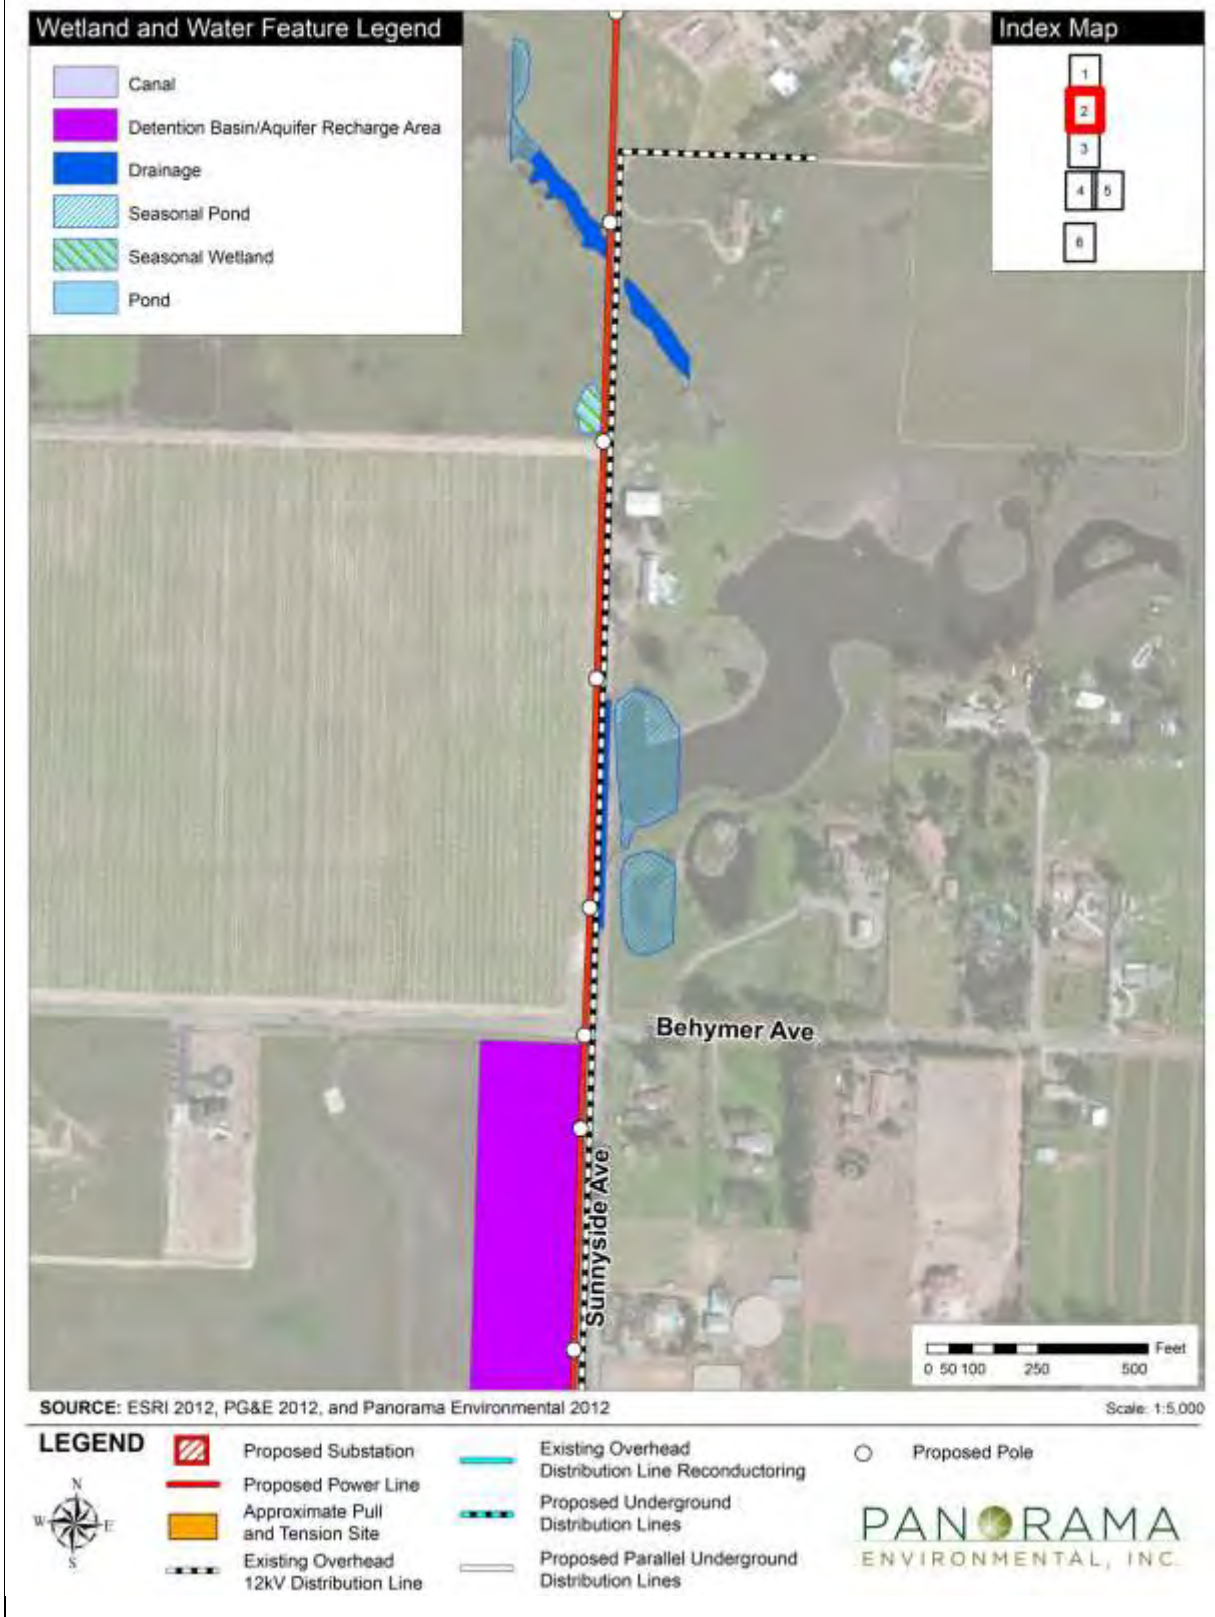 Wetland and Water Feature Legend
Canal
Detention Basin/Aquifer Recharge Area
Drainage
Seasonal Pond
Seasonal Wetland
Pond
Index Map
1
2
3
4 5
6
Behymer Ave
Sunnyside Ave
Feet
0 50 100 250 500
SOURCE: ESRI 2012, PG&E 2012, and Panorama Environmental 2012
Scale: 1:5,000
LEGEND
N
W E
S
Proposed Substation
Proposed Power Line
Approximate Pull
and Tension Site
Existing Overhead
12kV Distribution Line
Existing Overhead
Distribution Line Reconductoring
Proposed Underground
Distribution Lines
Proposed Parallel Underground
Distribution Lines
Proposed Pole
PANORAMA
ENVIRONMENTAL, INC.